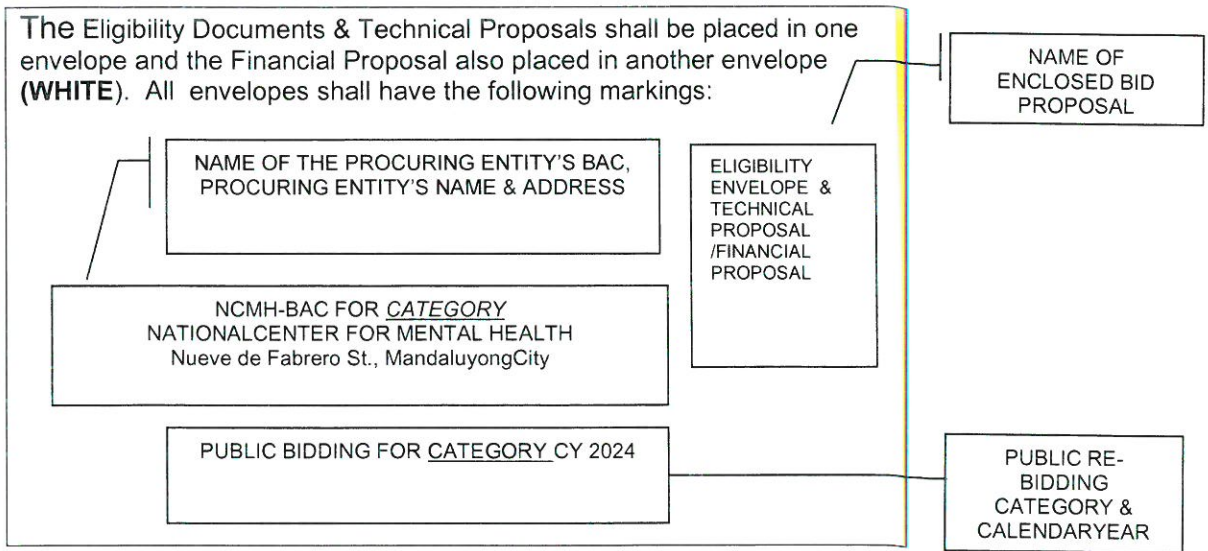 The Eligibility Documents & Technical Proposals shall be placed in one
envelope and the Financial Proposal also placed in another envelope
(WHITE). All envelopes shall have the following markings:
NAME OF
ENCLOSED BID
PROPOSAL
NAME OF THE PROCURING ENTITY'S BAC,
PROCURING ENTITY'S NAME & ADDRESS
ELIGIBILITY
ENVELOPE &
TECHNICAL
PROPOSAL
/FINANCIAL
PROPOSAL
NCMH-BAC FOR CATEGORY
NATIONALCENTER FOR MENTAL HEALTH
Nueve de Fabrero St., MandaluyongCity
PUBLIC BIDDING FOR CATEGORY CY 2024
PUBLIC RE-
BIDDING
CATEGORY &
CALENDARYEAR